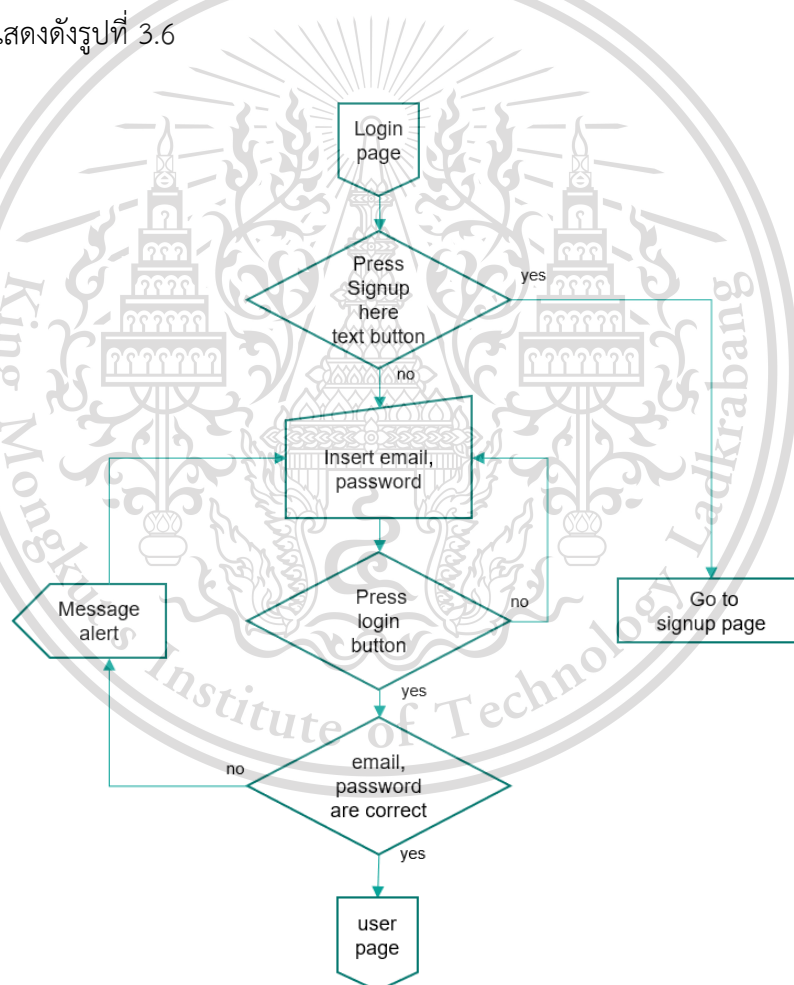 สดงดังรูปที่ 3.6
Login
page
Press
Signup
here
text button
yes
no
Insert email,
password
Message
alert
Press
login
button
no
Go to
signup page
yes
no
email,
password
are correct
yes
user
page
King Mongkut's Institute of Technology Ladkrabang